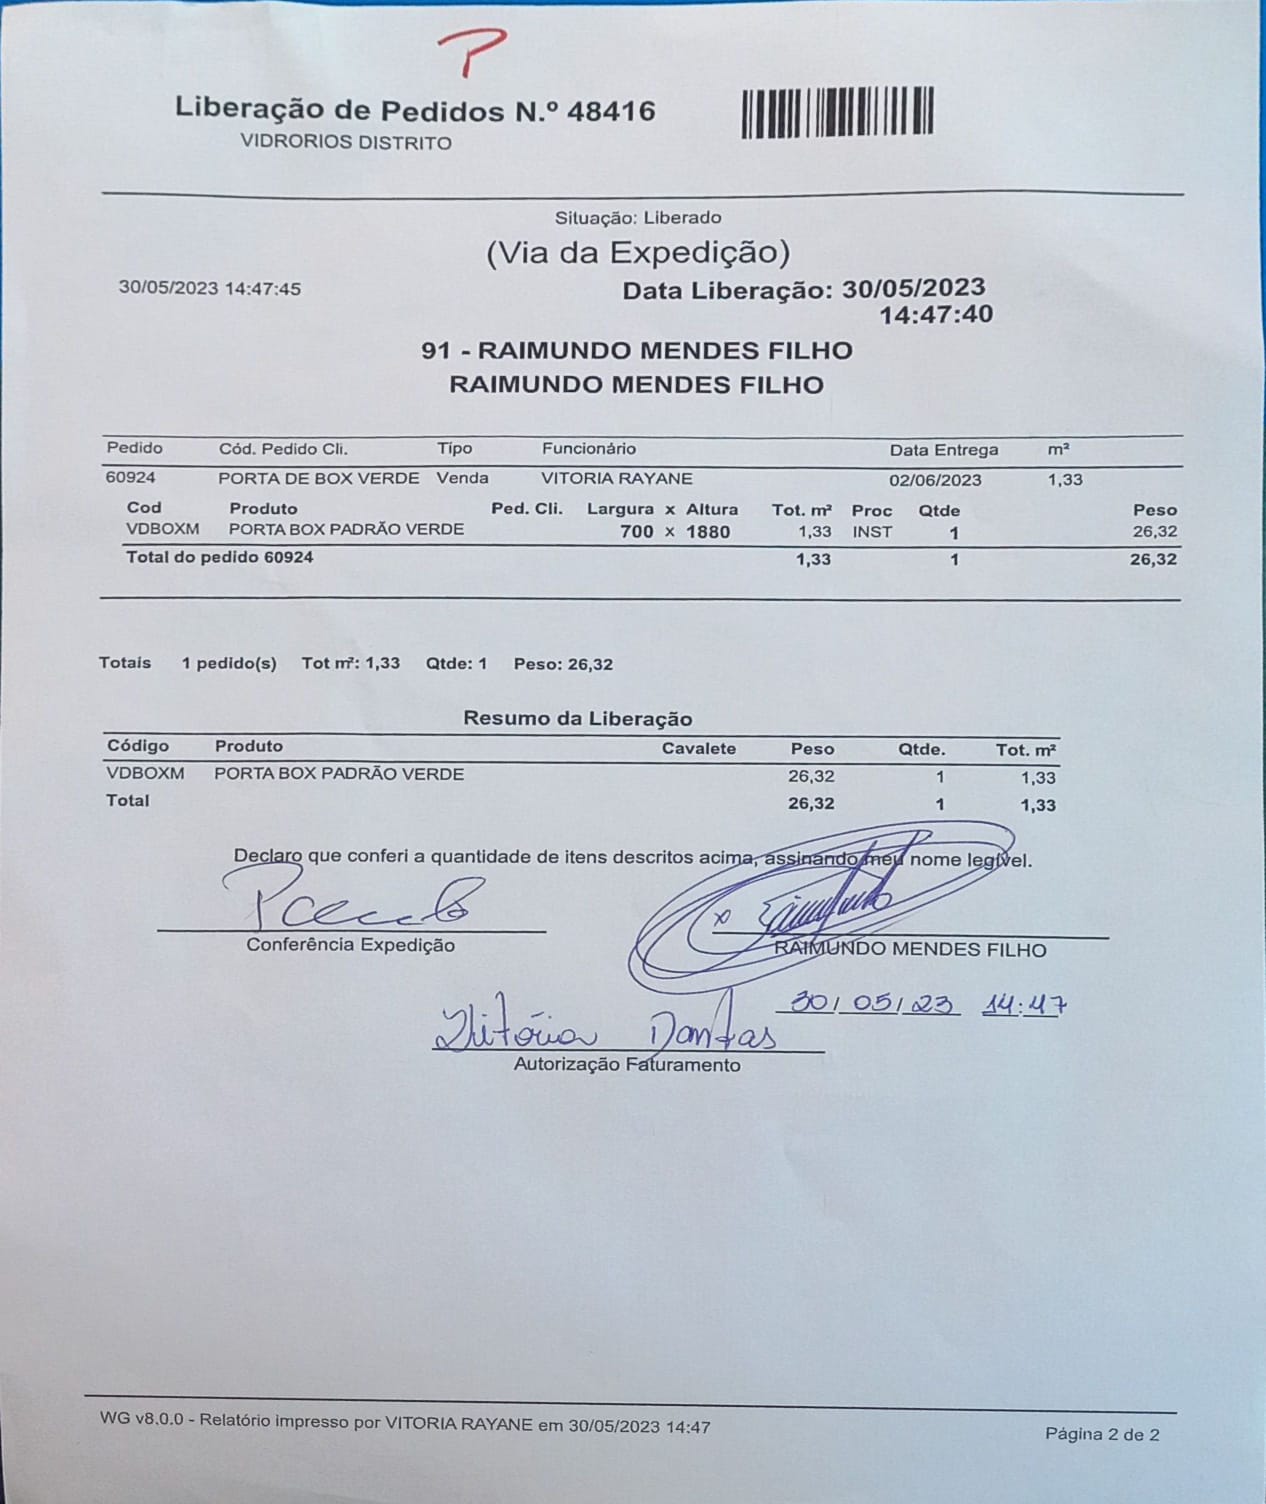 P
Liberação de Pedidos N.º 48416
VIDRORIOS DISTRITO
Situação: Liberado
(Via da Expedição)
30/05/2023 14:47:45
Data Liberação: 30/05/2023
14:47:40
91 - RAIMUNDO MENDES FILHO
RAIMUNDO MENDES FILHO
Pedido Cód. Pedido Cli. Tipo Funcionário Data Entrega m²
60924 PORTA DE BOX VERDE Venda VITORIA RAYANE 02/06/2023 1,33
Cod Produto Ped. Cli. Largura x Altura Tot. m² Proc Qtde Peso
VDBOXM PORTA BOX PADRÃO VERDE 700 x 1880 1,33 INST 1 26,32
Total do pedido 60924 1,33 1 26,32
Totais 1 pedido(s) Tot m²: 1,33 Qtde: 1 Peso: 26,32
Resumo da Liberação
Código Produto Cavalete Peso Qtde. Tot. m²
VDBOXM PORTA BOX PADRÃO VERDE 26,32 1 1,33
Total 26,32 1 1,33
Declaro que conferi a quantidade de itens descritos acima, assinando meu nome legível.
x
Conferência Expedição RAIMUNDO MENDES FILHO
30/05/23 14:47
Vitória Dantas
Autorização Faturamento
WG v8.0.0 - Relatório impresso por VITORIA RAYANE em 30/05/2023 14:47
Página 2 de 2